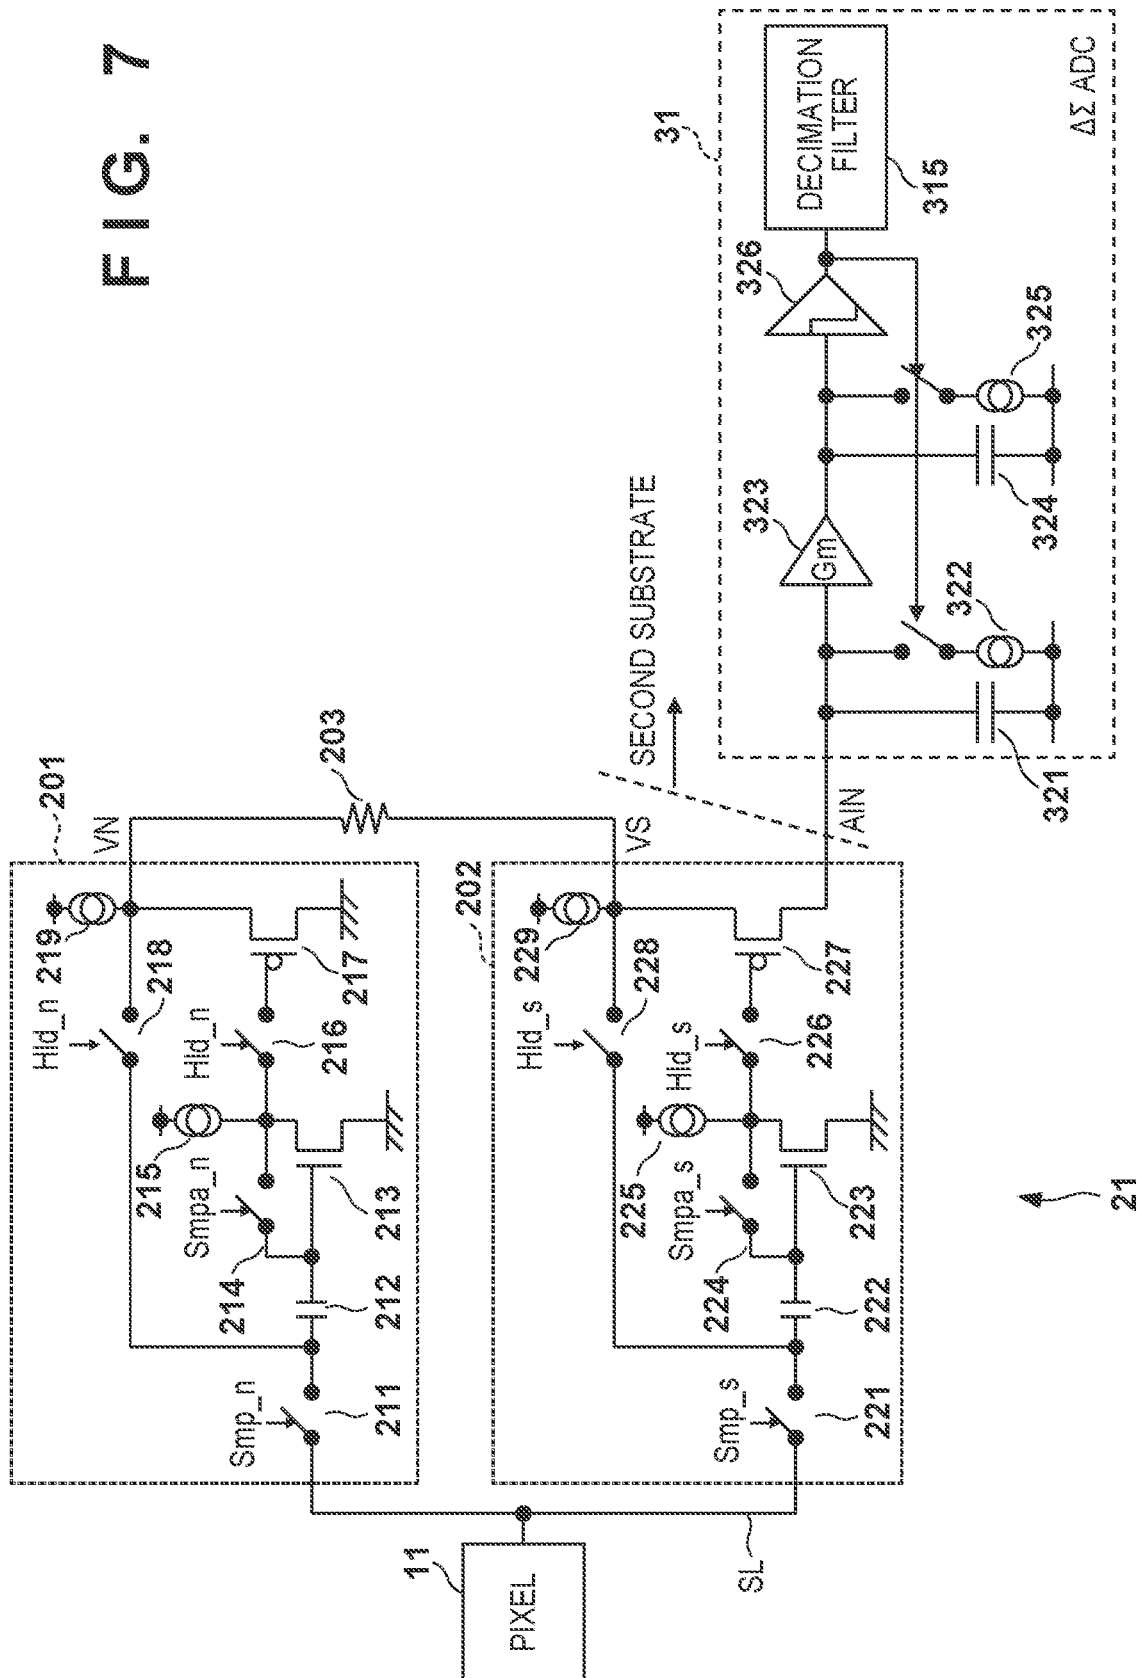 FIG. 7
201
VN
219
Hld_n
218
217
Hld_n
216
215
Smpa_n
213
214
212
Smp_n
211
203
202
VS
229
Hld_s
228
227
Hld_s
226
225
Smpa_s
223
224
222
Smp_s
221
11
PIXEL
SL
21
SECOND SUBSTRATE
AIN
31
DECIMATION
FILTER
315
326
325
323
Gm
324
322
321
ΔΣ ADC